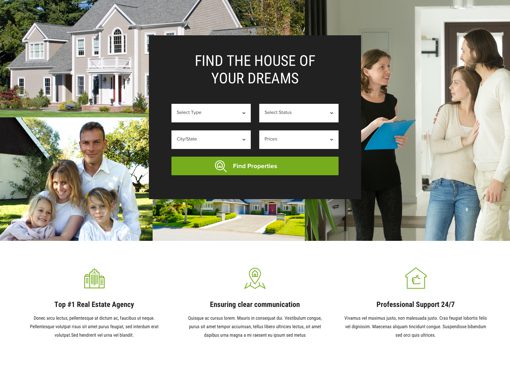 FIND THE HOUSE OF
YOUR DREAMS
Select Type
Select Status
City/State
Prices
Find Properties
Top #1 Real Estate Agency
Donec arcu lectus, pellentesque at dictum ac, faucibus ut neque.
Pellentesque volutpat risus sit amet purus feugiat, sed interdum erat
volutpat.Sed hendrerit velit urna vel blandit.
Ensuring clear communication
Quisque ac cursus lorem. Mauris in consequat dui. Vestibulum congue,
purus sit amet tempor accumsan, tellus libero ultricies lectus, sit amet
dapibus urna magna a mi raesent eu ipsum sed metus.
Professional Support 24/7
Vivamus vel maximus justo, non malesuada justo. Cras feugiat lobortis felis
vel dignissim. Maecenas aliquam tincidunt congue. Suspendisse bibendum
sed orci quis ultrices.